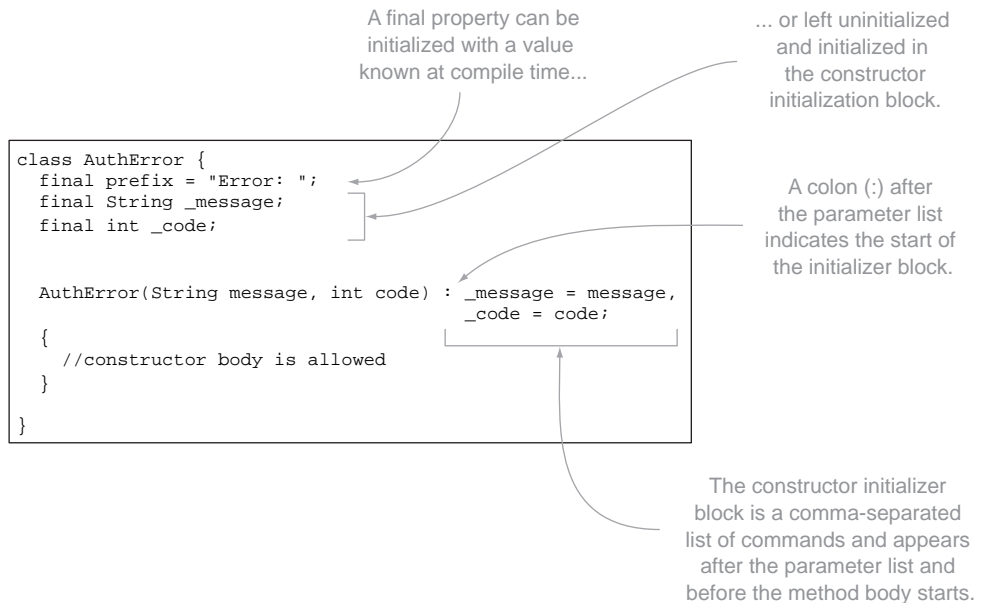 A final property can be
initialized with a value
known at compile time...
... or left uninitialized
and initialized in
the constructor
initialization block.
class AuthError {
  final prefix = "Error: ";
  final String _message;
  final int _code;
A colon (:) after
the parameter list
indicates the start of
the initializer block.
  AuthError(String message, int code) : _message = message,
                                        _code = code;
  {
    //constructor body is allowed
  }
}
The constructor initializer
block is a comma-separated
list of commands and appears
after the parameter list and
before the method body starts.